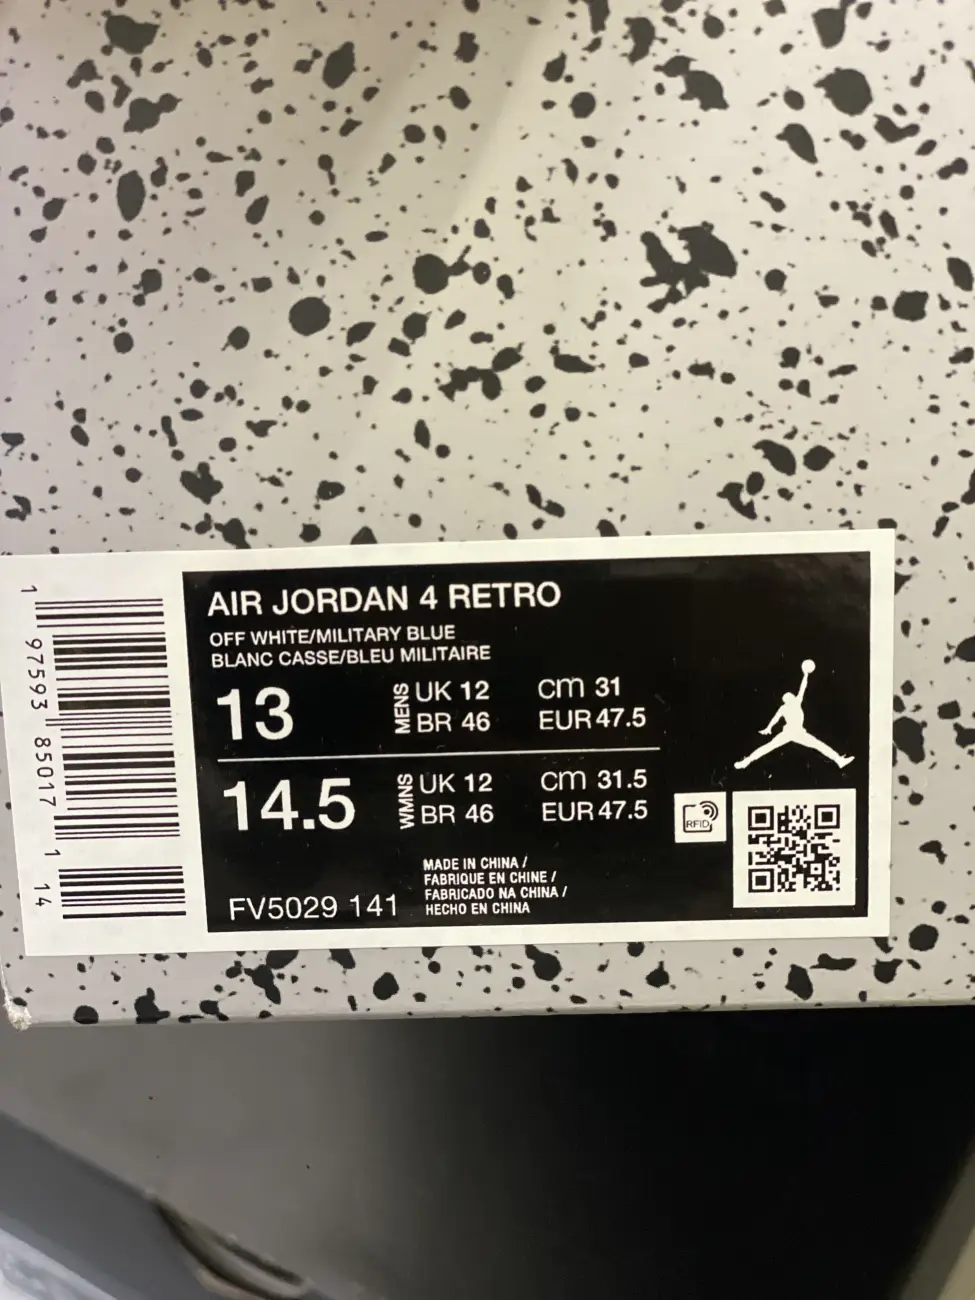 AIR JORDAN 4 RETRO
OFF WHITE/MILITARY BLUE
BLANC CASSE/BLEU MILITAIRE
13 MENS UK 12 cm 31
BR 46 EUR 47.5
14.5 WMNS UK 12 cm 31.5
BR 46 EUR 47.5
RFID
MADE IN CHINA /
FABRIQUE EN CHINE /
FABRICADO NA CHINA /
HECHO EN CHINA
FV5029 141
1 97593 85017 1 14